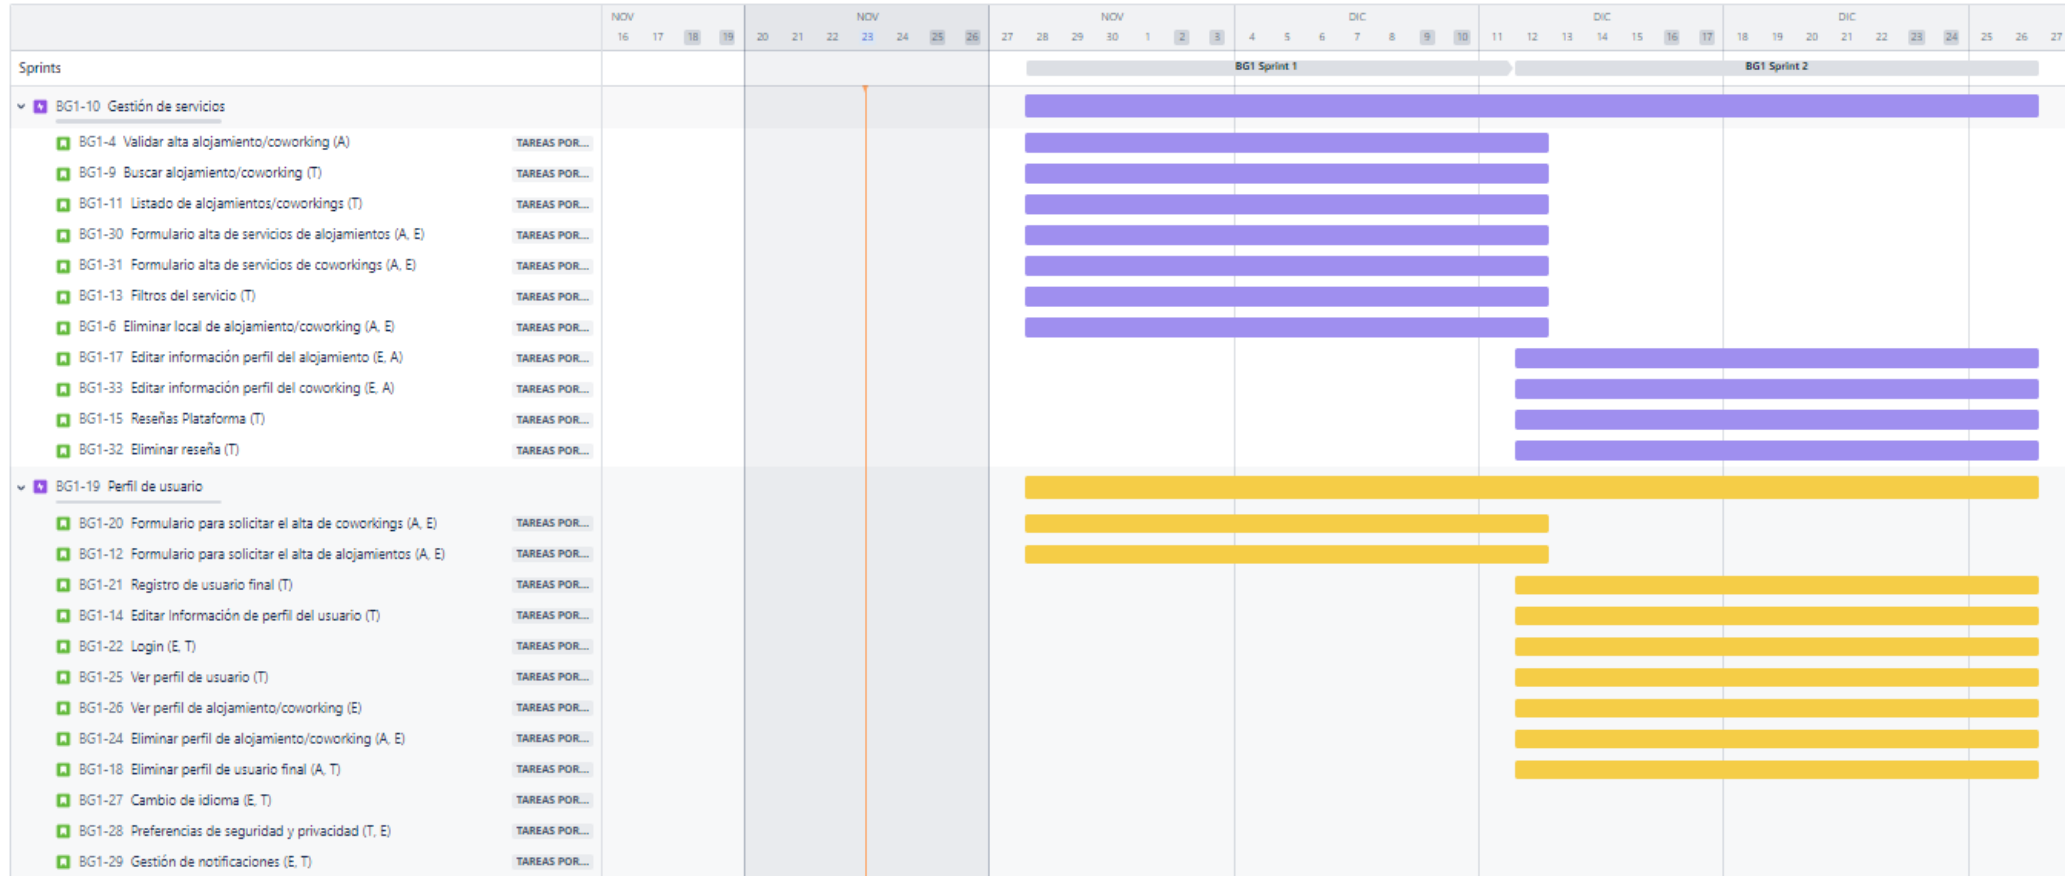 NOV NOV NOV DIC DIC DIC
16 17 18 19 20 21 22 23 24 25 26 27 28 29 30 1 2 3 4 5 6 7 8 9 10 11 12 13 14 15 16 17 18 19 20 21 22 23 24 25 26 27
Sprints BG1 Sprint 1 BG1 Sprint 2
BG1-10 Gestión de servicios
BG1-4 Validar alta alojamiento/coworking (A) TAREAS POR...
BG1-9 Buscar alojamiento/coworking (T) TAREAS POR...
BG1-11 Listado de alojamientos/coworkings (T) TAREAS POR...
BG1-30 Formulario alta de servicios de alojamientos (A, E) TAREAS POR...
BG1-31 Formulario alta de servicios de coworkings (A, E) TAREAS POR...
BG1-13 Filtros del servicio (T) TAREAS POR...
BG1-6 Eliminar local de alojamiento/coworking (A, E) TAREAS POR...
BG1-17 Editar información perfil del alojamiento (E, A) TAREAS POR...
BG1-33 Editar información perfil del coworking (E, A) TAREAS POR...
BG1-15 Reseñas Plataforma (T) TAREAS POR...
BG1-32 Eliminar reseña (T) TAREAS POR...
BG1-19 Perfil de usuario
BG1-20 Formulario para solicitar el alta de coworkings (A, E) TAREAS POR...
BG1-12 Formulario para solicitar el alta de alojamientos (A, E) TAREAS POR...
BG1-21 Registro de usuario final (T) TAREAS POR...
BG1-14 Editar Información de perfil del usuario (T) TAREAS POR...
BG1-22 Login (E, T) TAREAS POR...
BG1-25 Ver perfil de usuario (T) TAREAS POR...
BG1-26 Ver perfil de alojamiento/coworking (E) TAREAS POR...
BG1-24 Eliminar perfil de alojamiento/coworking (A, E) TAREAS POR...
BG1-18 Eliminar perfil de usuario final (A, T) TAREAS POR...
BG1-27 Cambio de idioma (E, T) TAREAS POR...
BG1-28 Preferencias de seguridad y privacidad (T, E) TAREAS POR...
BG1-29 Gestión de notificaciones (E, T) TAREAS POR...